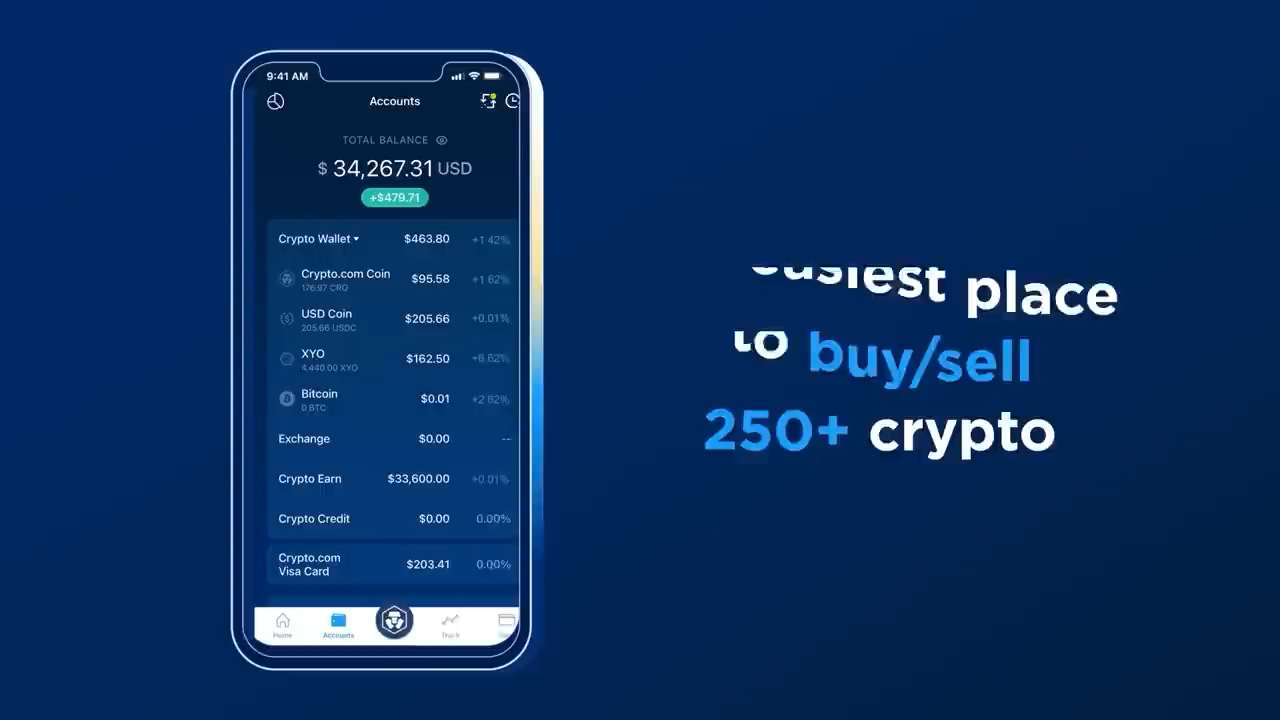 9:41 AM
Accounts
TOTAL BALANCE
$ 34,267.31 USD
+$479.71
Crypto Wallet $463.80 +1.42%
Crypto.com Coin $95.58 +1.62%
176.97 CRO
USD Coin $205.66 +0.01%
205.66 USDC
XYO $162.50 +6.62%
4,440.00 XYO
Bitcoin $0.01 +2.62%
0 BTC
Exchange $0.00 --
Crypto Earn $33,600.00 +0.01%
Crypto Credit $0.00 0.00%
Crypto.com
Visa Card $203.41 0.00%
Home Accounts Track
easiest place
to buy/sell
250+ crypto